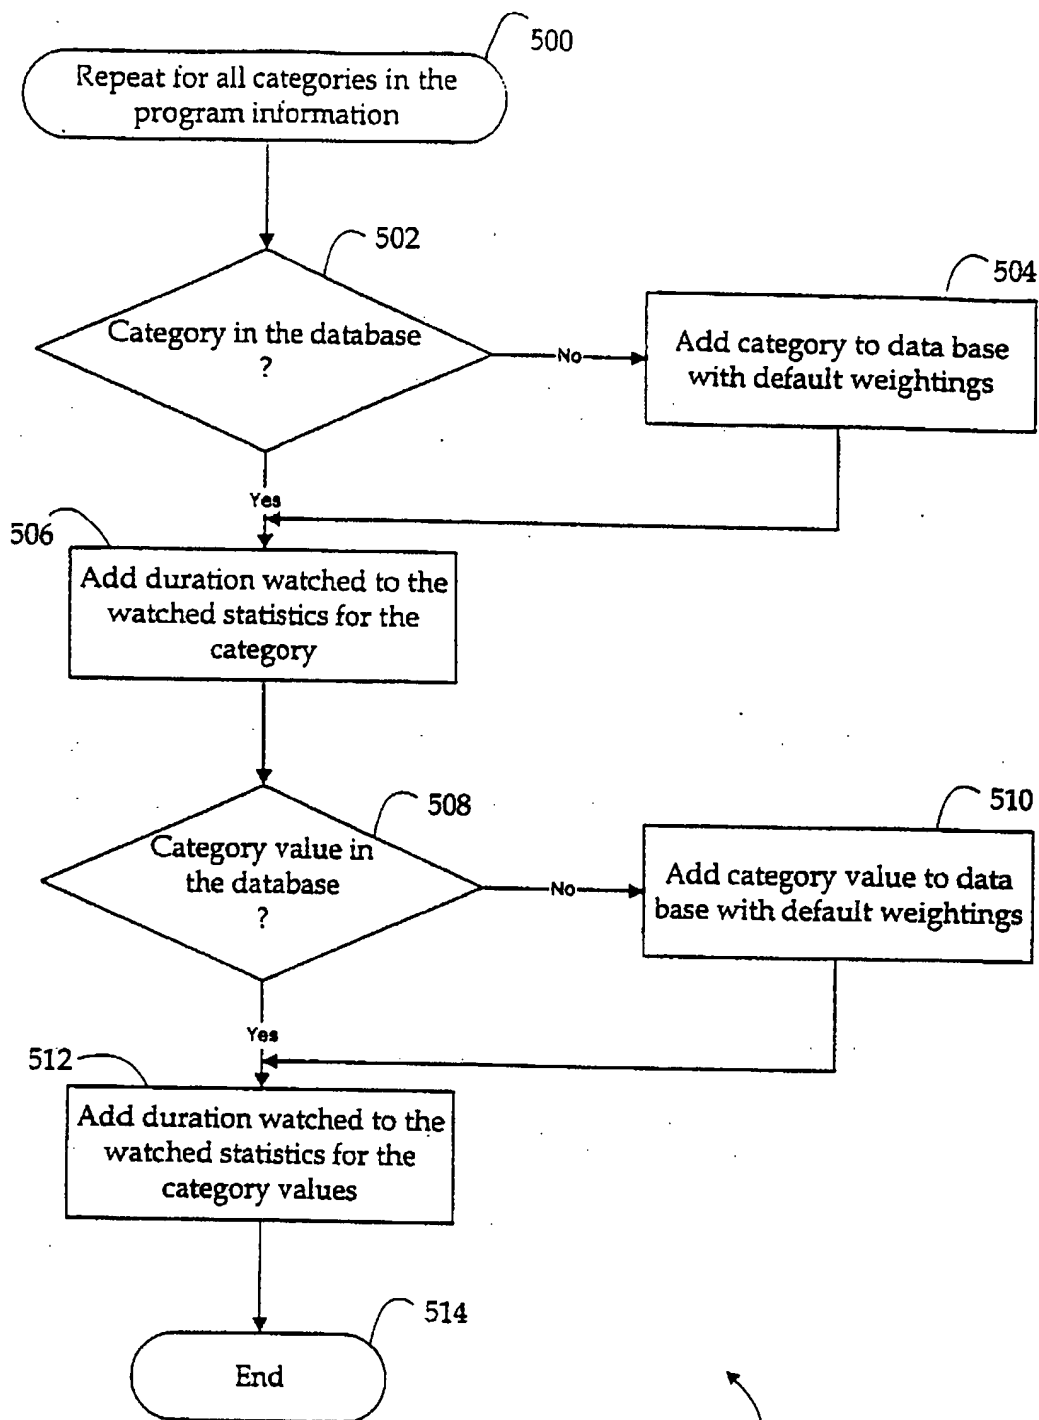 500
Repeat for all categories in the
program information
502
Category in the database
?
No
504
Add category to data base
with default weightings
Yes
506
Add duration watched to the
watched statistics for the
category
508
Category value in
the database
?
No
510
Add category value to data
base with default weightings
Yes
512
Add duration watched to the
watched statistics for the
category values
514
End